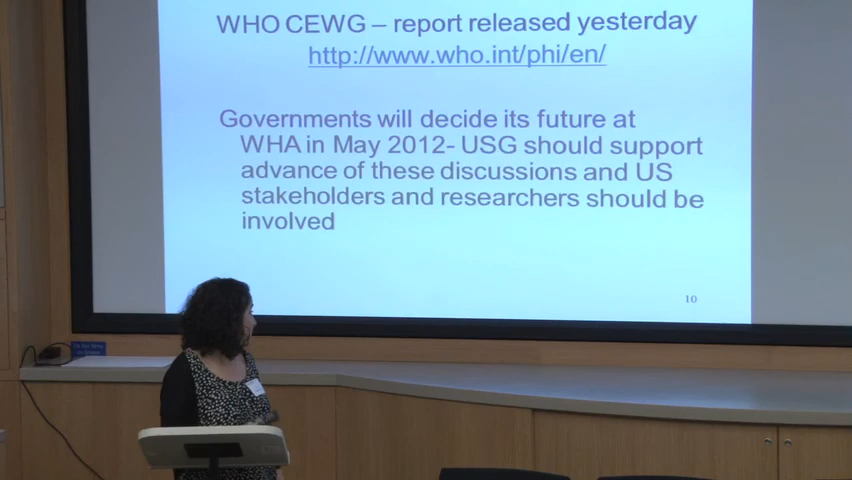 WHO CEWG – report released yesterday
http://www.who.int/phi/en/
Governments will decide its future at
WHA in May 2012- USG should support
advance of these discussions and US
stakeholders and researchers should be
involved
10